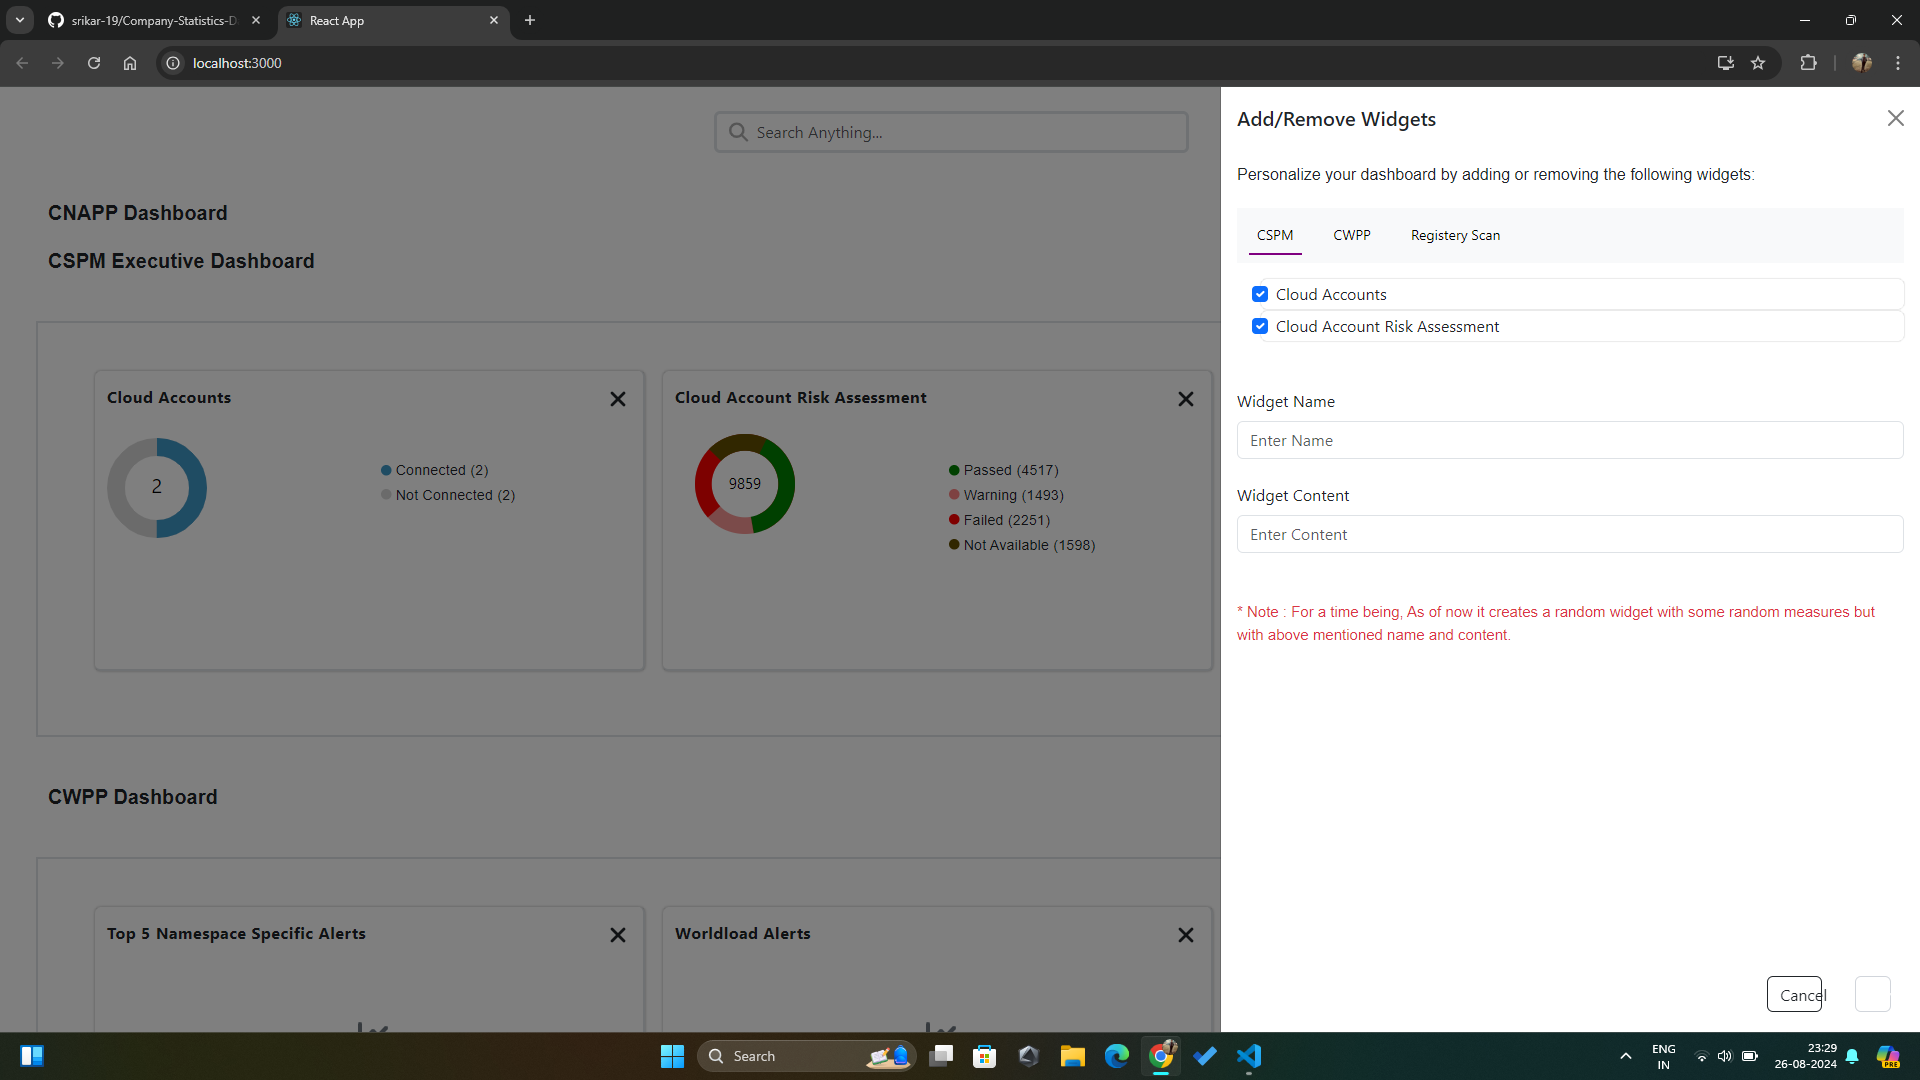 srikar-19/Company-Statistics-D
React App
localhost:3000
Search Anything...
CNAPP Dashboard
CSPM Executive Dashboard
Cloud Accounts
2
Connected (2)
Not Connected (2)
Cloud Account Risk Assessment
9859
Passed (4517)
Warning (1493)
Failed (2251)
Not Available (1598)
CWPP Dashboard
Top 5 Namespace Specific Alerts
Worldload Alerts
Add/Remove Widgets
Personalize your dashboard by adding or removing the following widgets:
CSPM CWPP Registery Scan
Cloud Accounts
Cloud Account Risk Assessment
Widget Name
Enter Name
Widget Content
Enter Content
* Note : For a time being, As of now it creates a random widget with some random measures but
with above mentioned name and content.
Cancel
Search
ENG
IN
23:29
26-08-2024
PRE